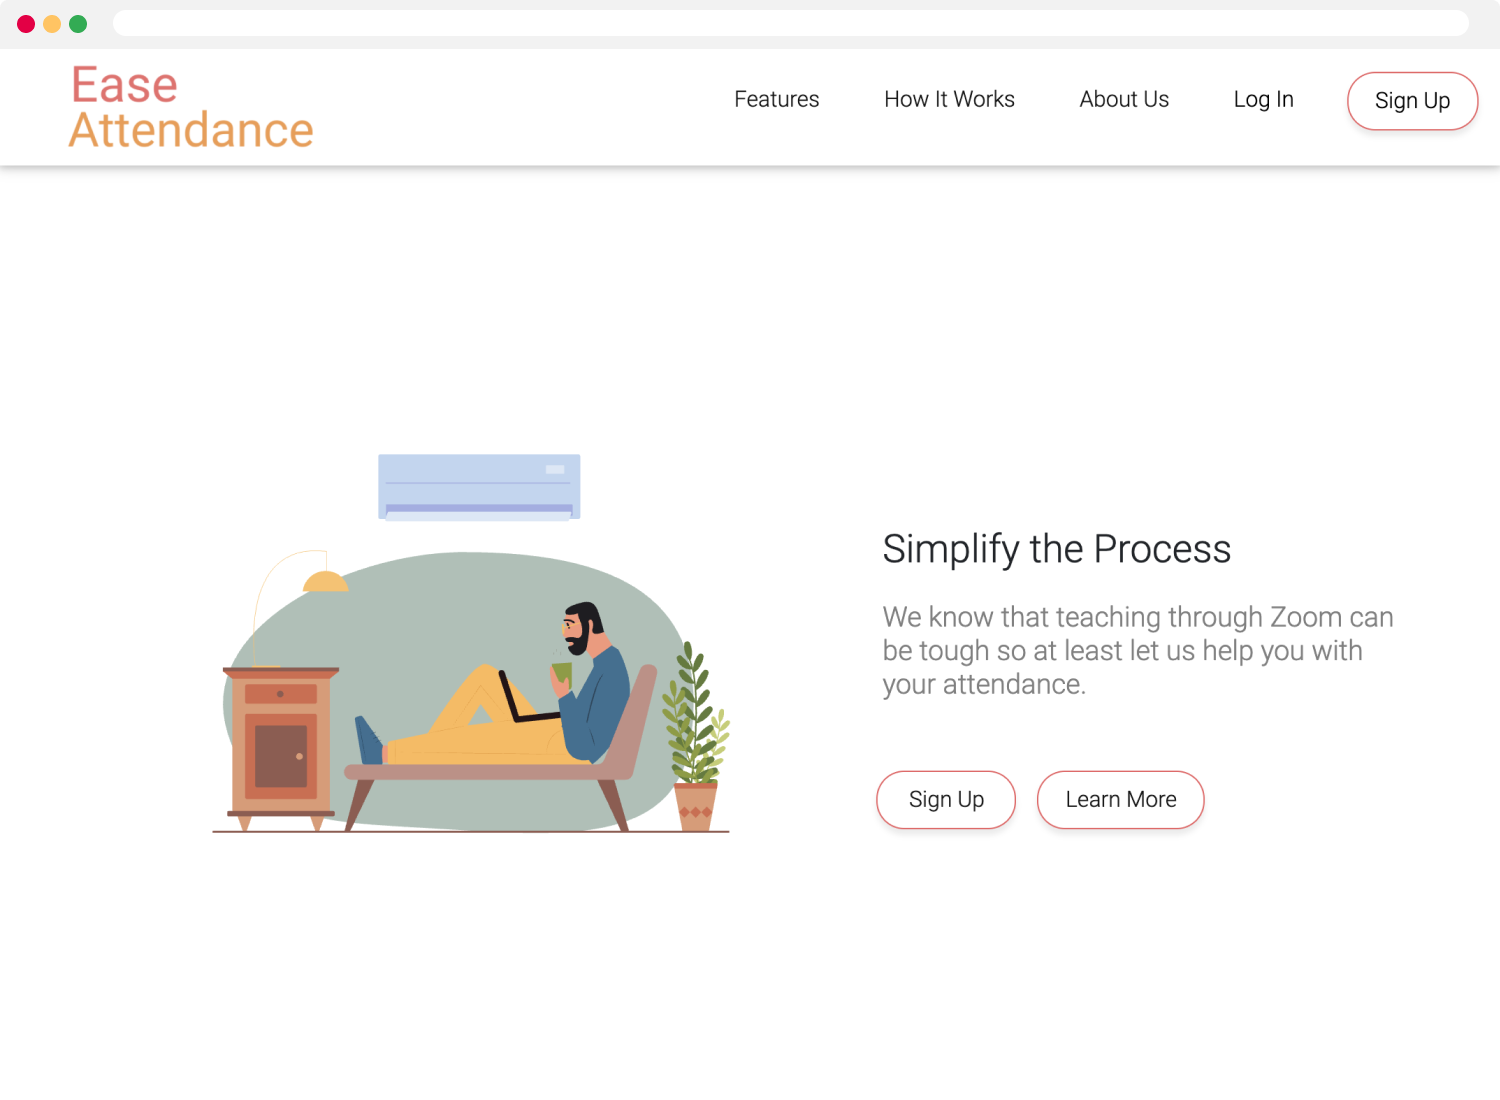 Ease
Attendance
Features
How It Works
About Us
Log In
Sign Up
Simplify the Process
We know that teaching through Zoom can
be tough so at least let us help you with
your attendance.
Sign Up
Learn More